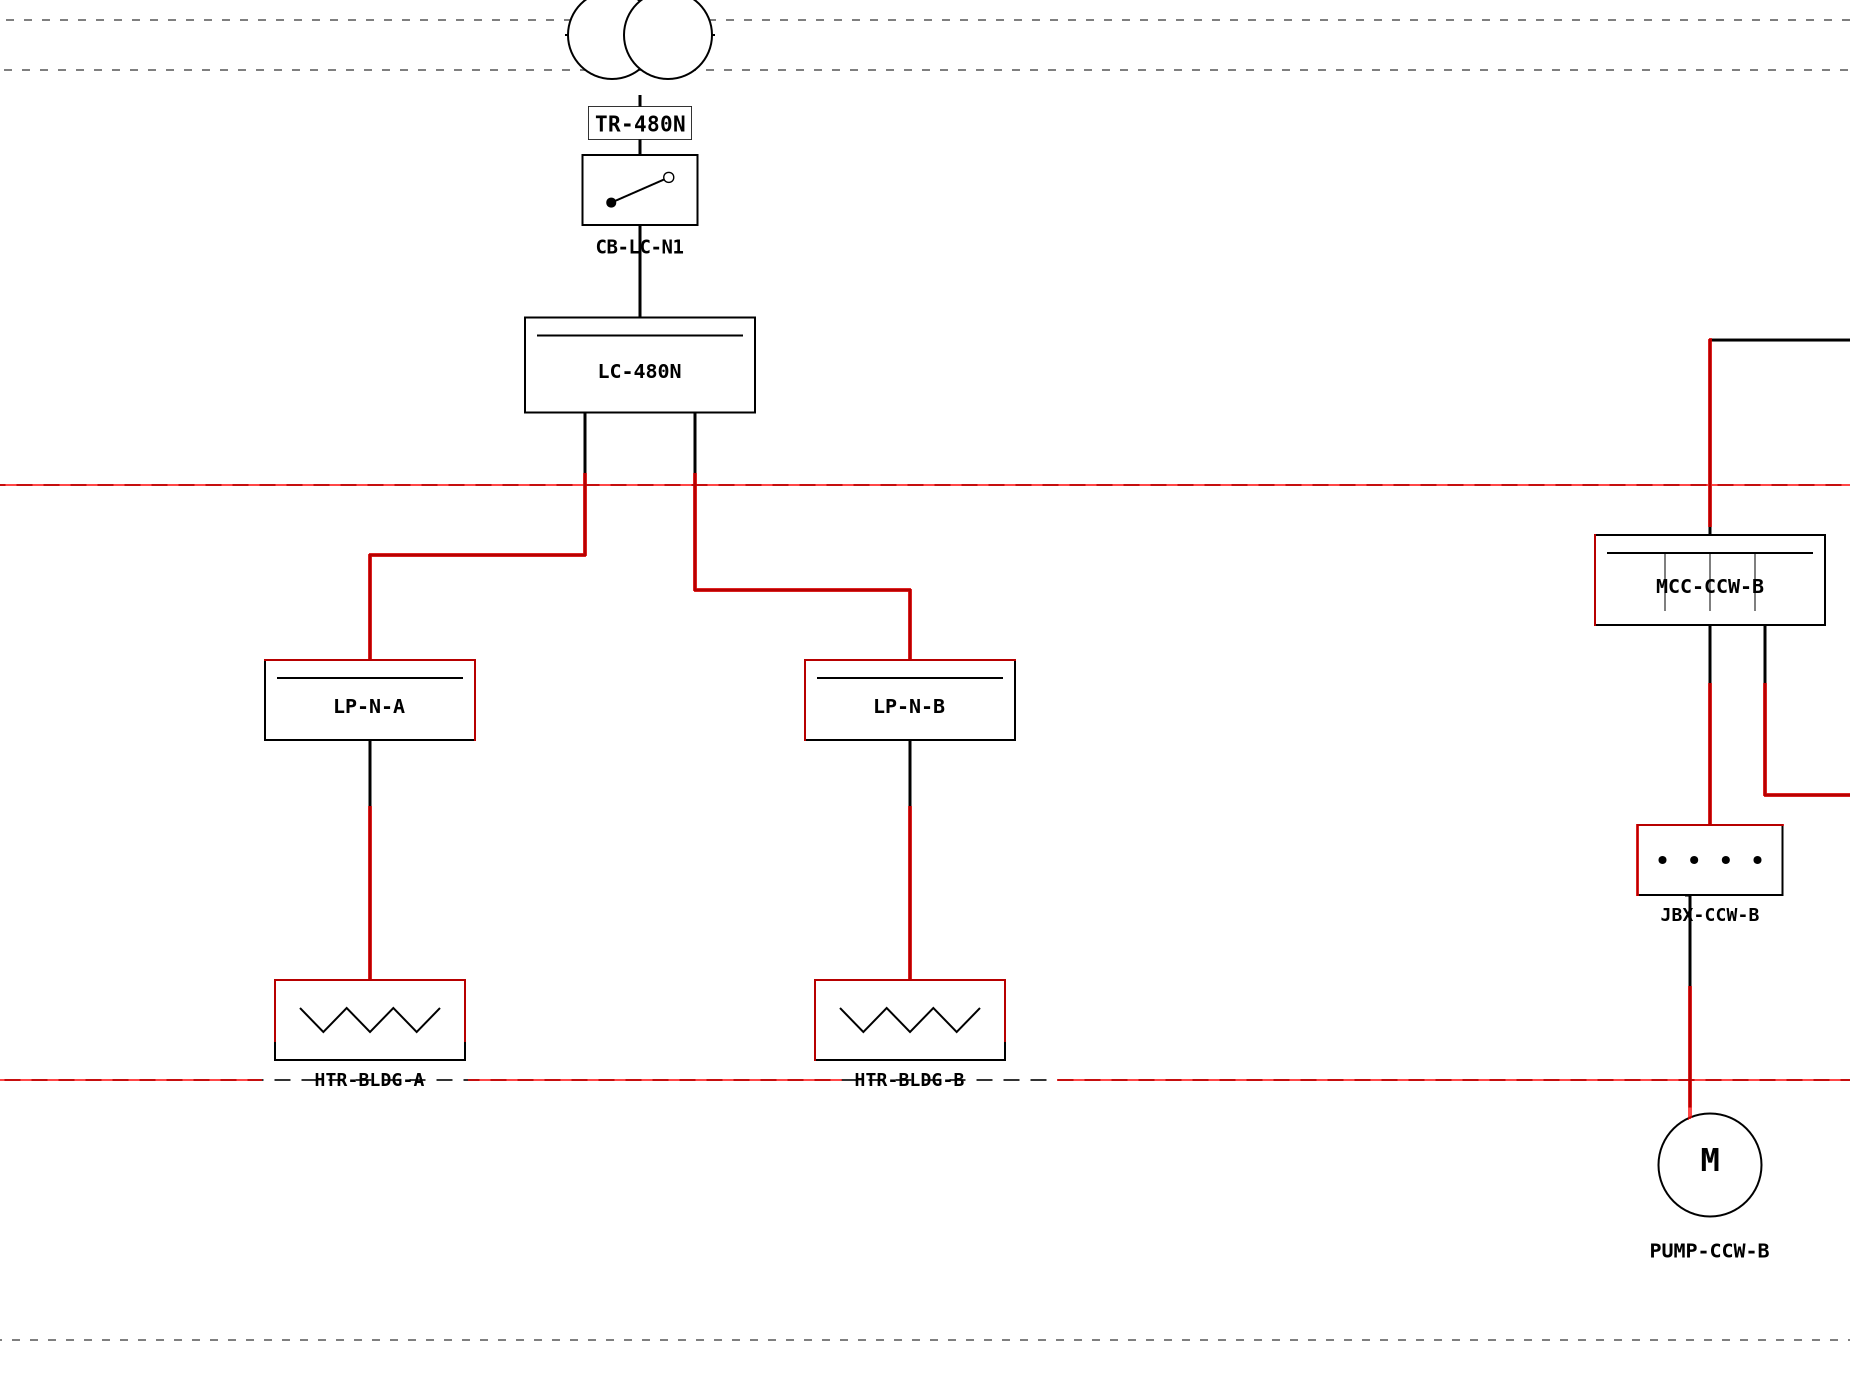 TR-480N
CB-LC-N1
LC-480N
MCC-CCW-B
LP-N-A
LP-N-B
JBX-CCW-B
HTR-BLDG-A
HTR-BLDG-B
M
PUMP-CCW-B